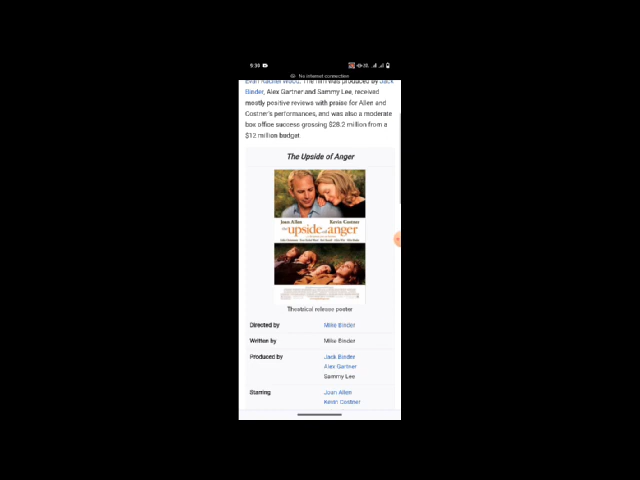 9:30
No internet connection
Evan Rachel Wood. The film was produced by Jack
Binder, Alex Gartner and Sammy Lee, received
mostly positive reviews with praise for Allen and
Costner's performances, and was also a moderate
box office success grossing $28.2 million from a
$12 million budget
The Upside of Anger
Joan Allen Kevin Costner
the upside of anger
Theatrical release poster
Directed by Mike Binder
Written by Mike Binder
Produced by Jack Binder
Alex Gartner
Sammy Lee
Starring Joan Allen
Kevin Costner